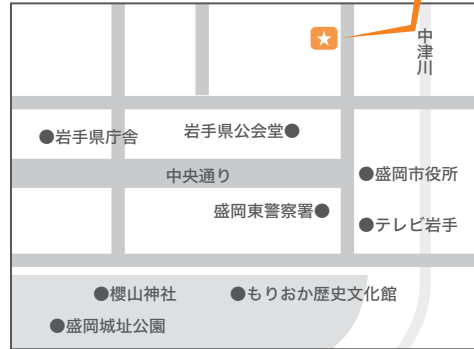 中津川
●岩手県庁舎
岩手県公会堂●
中央通り
●盛岡市役所
盛岡東警察署●
●テレビ岩手
●櫻山神社
●もりおか歴史文化館
●盛岡城址公園